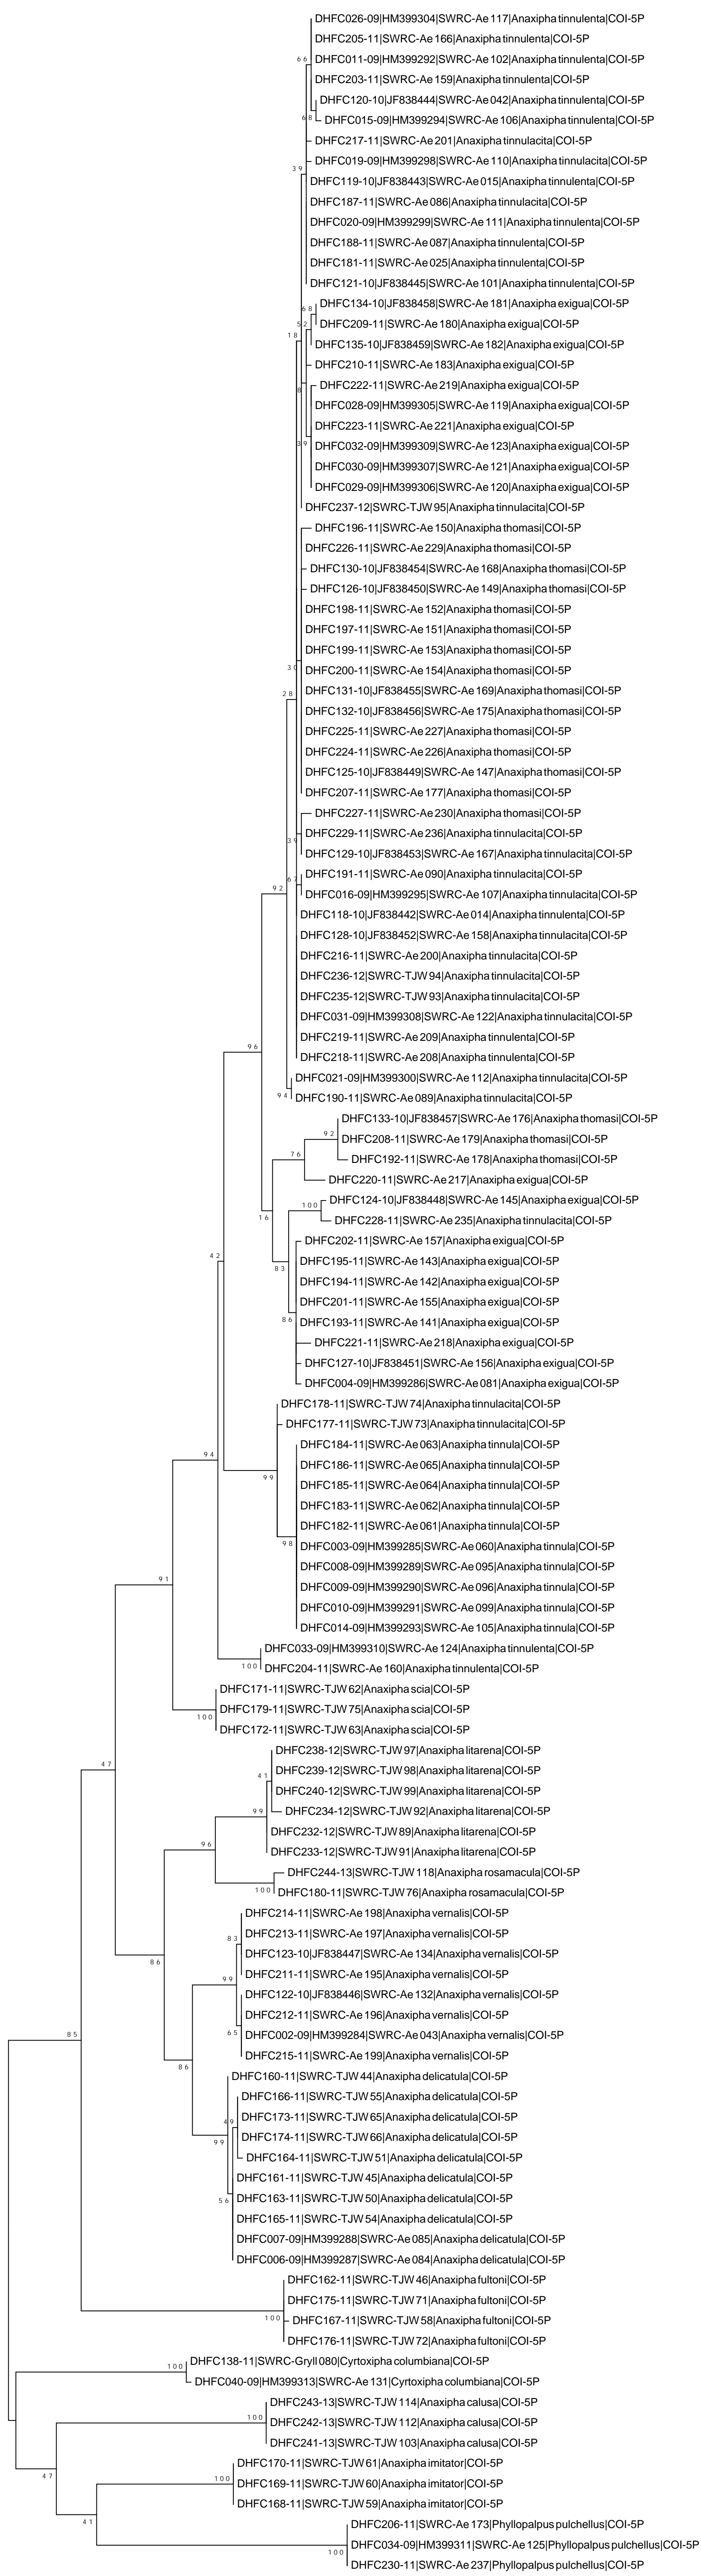 DHFC026-09|HM399304|SWRC-Ae 117|Anaxipha tinnulenta|COI-5P
DHFC205-11|SWRC-Ae 166|Anaxipha tinnulenta|COI-5P
DHFC011-09|HM399292|SWRC-Ae 102|Anaxipha tinnulenta|COI-5P
66
DHFC203-11|SWRC-Ae 159|Anaxipha tinnulenta|COI-5P
DHFC120-10|JF838444|SWRC-Ae 042|Anaxipha tinnulenta|COI-5P
68
DHFC015-09|HM399294|SWRC-Ae 106|Anaxipha tinnulenta|COI-5P
DHFC217-11|SWRC-Ae 201|Anaxipha tinnulacita|COI-5P
DHFC019-09|HM399298|SWRC-Ae 110|Anaxipha tinnulacita|COI-5P
39
DHFC119-10|JF838443|SWRC-Ae 015|Anaxipha tinnulenta|COI-5P
DHFC187-11|SWRC-Ae 086|Anaxipha tinnulacita|COI-5P
DHFC020-09|HM399299|SWRC-Ae 111|Anaxipha tinnulenta|COI-5P
DHFC188-11|SWRC-Ae 087|Anaxipha tinnulenta|COI-5P
DHFC181-11|SWRC-Ae 025|Anaxipha tinnulenta|COI-5P
DHFC121-10|JF838445|SWRC-Ae 101|Anaxipha tinnulenta|COI-5P
DHFC134-10|JF838458|SWRC-Ae 181|Anaxipha exigua|COI-5P
68
DHFC209-11|SWRC-Ae 180|Anaxipha exigua|COI-5P
52
18
DHFC135-10|JF838459|SWRC-Ae 182|Anaxipha exigua|COI-5P
DHFC210-11|SWRC-Ae 183|Anaxipha exigua|COI-5P
DHFC222-11|SWRC-Ae 219|Anaxipha exigua|COI-5P
8
DHFC028-09|HM399305|SWRC-Ae 119|Anaxipha exigua|COI-5P
DHFC223-11|SWRC-Ae 221|Anaxipha exigua|COI-5P
39
DHFC032-09|HM399309|SWRC-Ae 123|Anaxipha exigua|COI-5P
DHFC030-09|HM399307|SWRC-Ae 121|Anaxipha exigua|COI-5P
DHFC029-09|HM399306|SWRC-Ae 120|Anaxipha exigua|COI-5P
DHFC237-12|SWRC-TJW 95|Anaxipha tinnulacita|COI-5P
DHFC196-11|SWRC-Ae 150|Anaxipha thomasi|COI-5P
DHFC226-11|SWRC-Ae 229|Anaxipha thomasi|COI-5P
DHFC130-10|JF838454|SWRC-Ae 168|Anaxipha thomasi|COI-5P
DHFC126-10|JF838450|SWRC-Ae 149|Anaxipha thomasi|COI-5P
DHFC198-11|SWRC-Ae 152|Anaxipha thomasi|COI-5P
DHFC197-11|SWRC-Ae 151|Anaxipha thomasi|COI-5P
DHFC199-11|SWRC-Ae 153|Anaxipha thomasi|COI-5P
30
DHFC200-11|SWRC-Ae 154|Anaxipha thomasi|COI-5P
28
DHFC131-10|JF838455|SWRC-Ae 169|Anaxipha thomasi|COI-5P
DHFC132-10|JF838456|SWRC-Ae 175|Anaxipha thomasi|COI-5P
DHFC225-11|SWRC-Ae 227|Anaxipha thomasi|COI-5P
DHFC224-11|SWRC-Ae 226|Anaxipha thomasi|COI-5P
DHFC125-10|JF838449|SWRC-Ae 147|Anaxipha thomasi|COI-5P
DHFC207-11|SWRC-Ae 177|Anaxipha thomasi|COI-5P
DHFC227-11|SWRC-Ae 230|Anaxipha thomasi|COI-5P
DHFC229-11|SWRC-Ae 236|Anaxipha tinnulacita|COI-5P
39
DHFC129-10|JF838453|SWRC-Ae 167|Anaxipha tinnulacita|COI-5P
DHFC191-11|SWRC-Ae 090|Anaxipha tinnulacita|COI-5P
67
92
DHFC016-09|HM399295|SWRC-Ae 107|Anaxipha tinnulacita|COI-5P
DHFC118-10|JF838442|SWRC-Ae 014|Anaxipha tinnulenta|COI-5P
DHFC128-10|JF838452|SWRC-Ae 158|Anaxipha tinnulacita|COI-5P
DHFC216-11|SWRC-Ae 200|Anaxipha tinnulacita|COI-5P
DHFC236-12|SWRC-TJW 94|Anaxipha tinnulacita|COI-5P
DHFC235-12|SWRC-TJW 93|Anaxipha tinnulacita|COI-5P
DHFC031-09|HM399308|SWRC-Ae 122|Anaxipha tinnulacita|COI-5P
DHFC219-11|SWRC-Ae 209|Anaxipha tinnulenta|COI-5P
96
DHFC218-11|SWRC-Ae 208|Anaxipha tinnulenta|COI-5P
DHFC021-09|HM399300|SWRC-Ae 112|Anaxipha tinnulacita|COI-5P
94
DHFC190-11|SWRC-Ae 089|Anaxipha tinnulacita|COI-5P
DHFC133-10|JF838457|SWRC-Ae 176|Anaxipha thomasi|COI-5P
92
DHFC208-11|SWRC-Ae 179|Anaxipha thomasi|COI-5P
76
DHFC192-11|SWRC-Ae 178|Anaxipha thomasi|COI-5P
DHFC220-11|SWRC-Ae 217|Anaxipha exigua|COI-5P
DHFC124-10|JF838448|SWRC-Ae 145|Anaxipha exigua|COI-5P
100
16
DHFC228-11|SWRC-Ae 235|Anaxipha tinnulacita|COI-5P
DHFC202-11|SWRC-Ae 157|Anaxipha exigua|COI-5P
42
DHFC195-11|SWRC-Ae 143|Anaxipha exigua|COI-5P
83
DHFC194-11|SWRC-Ae 142|Anaxipha exigua|COI-5P
DHFC201-11|SWRC-Ae 155|Anaxipha exigua|COI-5P
86
DHFC193-11|SWRC-Ae 141|Anaxipha exigua|COI-5P
DHFC221-11|SWRC-Ae 218|Anaxipha exigua|COI-5P
DHFC127-10|JF838451|SWRC-Ae 156|Anaxipha exigua|COI-5P
DHFC004-09|HM399286|SWRC-Ae 081|Anaxipha exigua|COI-5P
DHFC178-11|SWRC-TJW 74|Anaxipha tinnulacita|COI-5P
DHFC177-11|SWRC-TJW 73|Anaxipha tinnulacita|COI-5P
DHFC184-11|SWRC-Ae 063|Anaxipha tinnula|COI-5P
94
DHFC186-11|SWRC-Ae 065|Anaxipha tinnula|COI-5P
99
DHFC185-11|SWRC-Ae 064|Anaxipha tinnula|COI-5P
DHFC183-11|SWRC-Ae 062|Anaxipha tinnula|COI-5P
DHFC182-11|SWRC-Ae 061|Anaxipha tinnula|COI-5P
98
DHFC003-09|HM399285|SWRC-Ae 060|Anaxipha tinnula|COI-5P
DHFC008-09|HM399289|SWRC-Ae 095|Anaxipha tinnula|COI-5P
91
DHFC009-09|HM399290|SWRC-Ae 096|Anaxipha tinnula|COI-5P
DHFC010-09|HM399291|SWRC-Ae 099|Anaxipha tinnula|COI-5P
DHFC014-09|HM399293|SWRC-Ae 105|Anaxipha tinnula|COI-5P
DHFC033-09|HM399310|SWRC-Ae 124|Anaxipha tinnulenta|COI-5P
100
DHFC204-11|SWRC-Ae 160|Anaxipha tinnulenta|COI-5P
DHFC171-11|SWRC-TJW 62|Anaxipha scia|COI-5P
DHFC179-11|SWRC-TJW 75|Anaxipha scia|COI-5P
100
DHFC172-11|SWRC-TJW 63|Anaxipha scia|COI-5P
DHFC238-12|SWRC-TJW 97|Anaxipha litarena|COI-5P
47
DHFC239-12|SWRC-TJW 98|Anaxipha litarena|COI-5P
41
DHFC240-12|SWRC-TJW 99|Anaxipha litarena|COI-5P
99
DHFC234-12|SWRC-TJW 92|Anaxipha litarena|COI-5P
DHFC232-12|SWRC-TJW 89|Anaxipha litarena|COI-5P
96
DHFC233-12|SWRC-TJW 91|Anaxipha litarena|COI-5P
DHFC244-13|SWRC-TJW 118|Anaxipha rosamacula|COI-5P
100
DHFC180-11|SWRC-TJW 76|Anaxipha rosamacula|COI-5P
DHFC214-11|SWRC-Ae 198|Anaxipha vernalis|COI-5P
DHFC213-11|SWRC-Ae 197|Anaxipha vernalis|COI-5P
83
DHFC123-10|JF838447|SWRC-Ae 134|Anaxipha vernalis|COI-5P
86
DHFC211-11|SWRC-Ae 195|Anaxipha vernalis|COI-5P
99
DHFC122-10|JF838446|SWRC-Ae 132|Anaxipha vernalis|COI-5P
DHFC212-11|SWRC-Ae 196|Anaxipha vernalis|COI-5P
65
DHFC002-09|HM399284|SWRC-Ae 043|Anaxipha vernalis|COI-5P
85
DHFC215-11|SWRC-Ae 199|Anaxipha vernalis|COI-5P
86
DHFC160-11|SWRC-TJW 44|Anaxipha delicatula|COI-5P
DHFC166-11|SWRC-TJW 55|Anaxipha delicatula|COI-5P
DHFC173-11|SWRC-TJW 65|Anaxipha delicatula|COI-5P
49
DHFC174-11|SWRC-TJW 66|Anaxipha delicatula|COI-5P
99
DHFC164-11|SWRC-TJW 51|Anaxipha delicatula|COI-5P
DHFC161-11|SWRC-TJW 45|Anaxipha delicatula|COI-5P
56
DHFC163-11|SWRC-TJW 50|Anaxipha delicatula|COI-5P
DHFC165-11|SWRC-TJW 54|Anaxipha delicatula|COI-5P
DHFC007-09|HM399288|SWRC-Ae 085|Anaxipha delicatula|COI-5P
DHFC006-09|HM399287|SWRC-Ae 084|Anaxipha delicatula|COI-5P
DHFC162-11|SWRC-TJW 46|Anaxipha fultoni|COI-5P
DHFC175-11|SWRC-TJW 71|Anaxipha fultoni|COI-5P
100
DHFC167-11|SWRC-TJW 58|Anaxipha fultoni|COI-5P
DHFC176-11|SWRC-TJW 72|Anaxipha fultoni|COI-5P
DHFC138-11|SWRC-Gryll 080|Cyrtoxipha columbiana|COI-5P
100
DHFC040-09|HM399313|SWRC-Ae 131|Cyrtoxipha columbiana|COI-5P
DHFC243-13|SWRC-TJW 114|Anaxipha calusa|COI-5P
100
DHFC242-13|SWRC-TJW 112|Anaxipha calusa|COI-5P
DHFC241-13|SWRC-TJW 103|Anaxipha calusa|COI-5P
47
DHFC170-11|SWRC-TJW 61|Anaxipha imitator|COI-5P
100
DHFC169-11|SWRC-TJW 60|Anaxipha imitator|COI-5P
DHFC168-11|SWRC-TJW 59|Anaxipha imitator|COI-5P
41
DHFC206-11|SWRC-Ae 173|Phyllopalpus pulchellus|COI-5P
DHFC034-09|HM399311|SWRC-Ae 125|Phyllopalpus pulchellus|COI-5P
100
DHFC230-11|SWRC-Ae 237|Phyllopalpus pulchellus|COI-5P